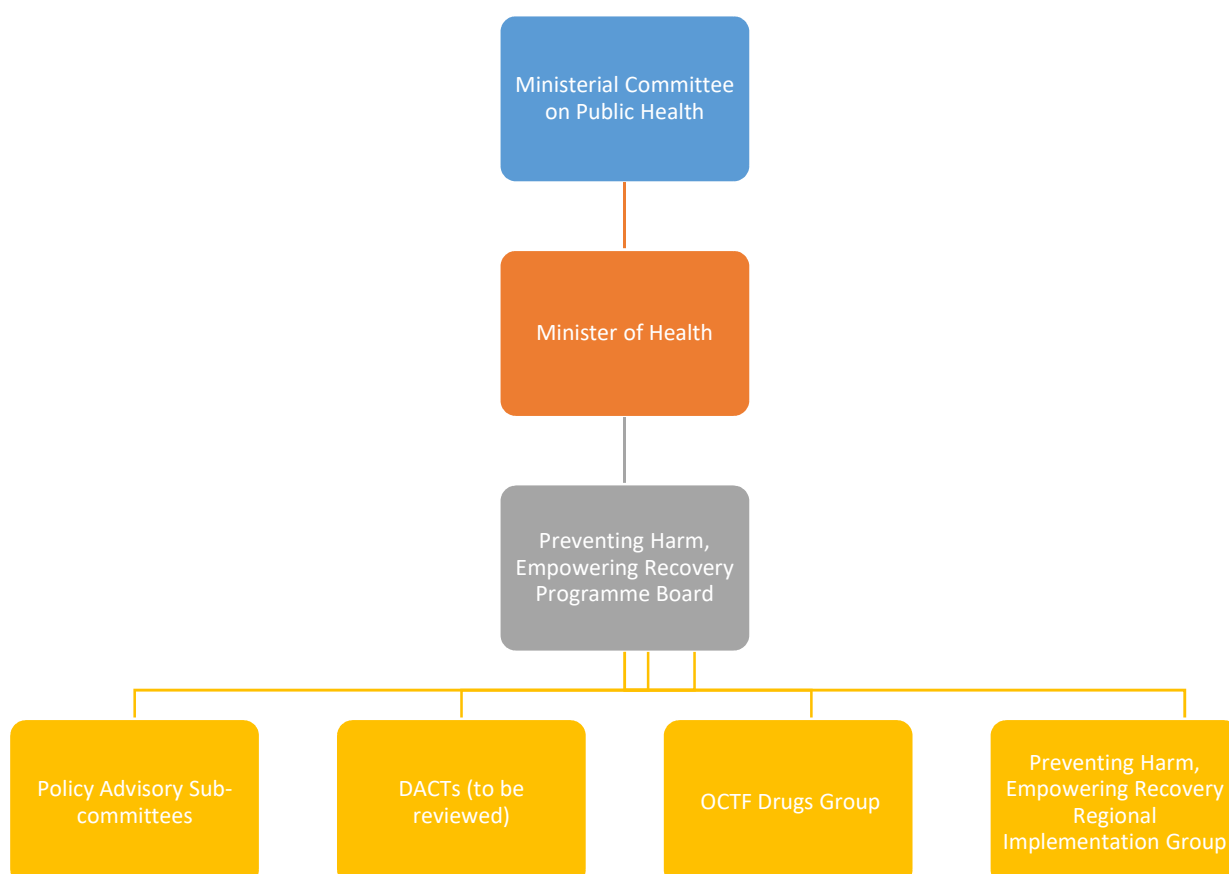 Ministerial Committee
on Public Health
Minister of Health
Preventing Harm,
Empowering Recovery
Programme Board
Policy Advisory Sub-
committees
DACTs (to be
reviewed)
OCTF Drugs Group
Preventing Harm,
Empowering Recovery
Regional
Implementation Group